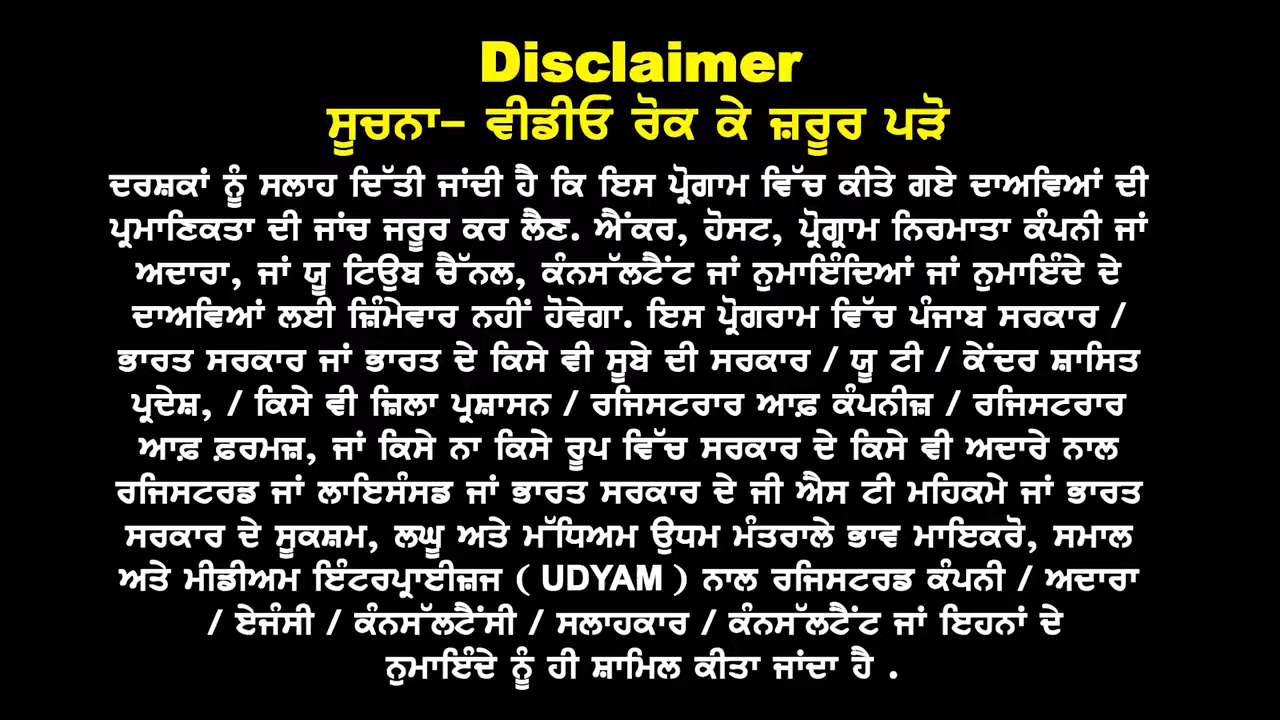 Disclaimer
ਸੂਚਨਾ- ਵੀਡੀਓ ਰੋਕ ਕੇ ਜ਼ਰੂਰ ਪੜੋ
ਦਰਸ਼ਕਾਂ ਨੂੰ ਸਲਾਹ ਦਿੱਤੀ ਜਾਂਦੀ ਹੈ ਕਿ ਇਸ ਪ੍ਰੋਗਾਮ ਵਿੱਚ ਕੀਤੇ ਗਏ ਦਾਅਵਿਆਂ ਦੀ
ਪ੍ਰਮਾਣਿਕਤਾ ਦੀ ਜਾਂਚ ਜਰੂਰ ਕਰ ਲੈਣ. ਐਂਕਰ, ਹੋਸਟ, ਪ੍ਰੋਗ੍ਰਾਮ ਨਿਰਮਾਤਾ ਕੰਪਨੀ ਜਾਂ
ਅਦਾਰਾ, ਜਾਂ ਯੂ ਟਿਊਬ ਚੈੱਨਲ, ਕੰਨਸੱਲਟੈਂਟ ਜਾਂ ਨੁਮਾਇੰਦਿਆਂ ਜਾਂ ਨੁਮਾਇੰਦੇ ਦੇ
ਦਾਅਵਿਆਂ ਲਈ ਜ਼ਿੰਮੇਵਾਰ ਨਹੀਂ ਹੋਵੇਗਾ. ਇਸ ਪ੍ਰੋਗਰਾਮ ਵਿੱਚ ਪੰਜਾਬ ਸਰਕਾਰ /
ਭਾਰਤ ਸਰਕਾਰ ਜਾਂ ਭਾਰਤ ਦੇ ਕਿਸੇ ਵੀ ਸੂਬੇ ਦੀ ਸਰਕਾਰ / ਯੂ ਟੀ / ਕੇਂਦਰ ਸ਼ਾਸਿਤ
ਪ੍ਰਦੇਸ਼, / ਕਿਸੇ ਵੀ ਜ਼ਿਲਾ ਪ੍ਰਸ਼ਾਸਨ / ਰਜਿਸਟਰਾਰ ਆਫ਼ ਕੰਪਨੀਜ਼ / ਰਜਿਸਟਰਾਰ
ਆਫ਼ ਫ਼ਰਮਜ਼, ਜਾਂ ਕਿਸੇ ਨਾ ਕਿਸੇ ਰੂਪ ਵਿੱਚ ਸਰਕਾਰ ਦੇ ਕਿਸੇ ਵੀ ਅਦਾਰੇ ਨਾਲ
ਰਜਿਸਟਰਡ ਜਾਂ ਲਾਇਸੰਸਡ ਜਾਂ ਭਾਰਤ ਸਰਕਾਰ ਦੇ ਜੀ ਐਸ ਟੀ ਮਹਿਕਮੇ ਜਾਂ ਭਾਰਤ
ਸਰਕਾਰ ਦੇ ਸੂਕਸ਼ਮ, ਲਘੂ ਅਤੇ ਮੱਧਿਅਮ ਉਧਮ ਮੰਤਰਾਲੇ ਭਾਵ ਮਾਇਕਰੋ, ਸਮਾਲ
ਅਤੇ ਮੀਡੀਅਮ ਇੰਟਰਪ੍ਰਾਈਜ਼ਜ ( UDYAM ) ਨਾਲ ਰਜਿਸਟਰਡ ਕੰਪਨੀ / ਅਦਾਰਾ
/ ਏਜੰਸੀ / ਕੰਨਸੱਲਟੈਂਸੀ / ਸਲਾਹਕਾਰ / ਕੰਨਸੱਲਟੈਂਟ ਜਾਂ ਇਹਨਾਂ ਦੇ
ਨੁਮਾਇੰਦੇ ਨੂੰ ਹੀ ਸ਼ਾਮਿਲ ਕੀਤਾ ਜਾਂਦਾ ਹੈ .